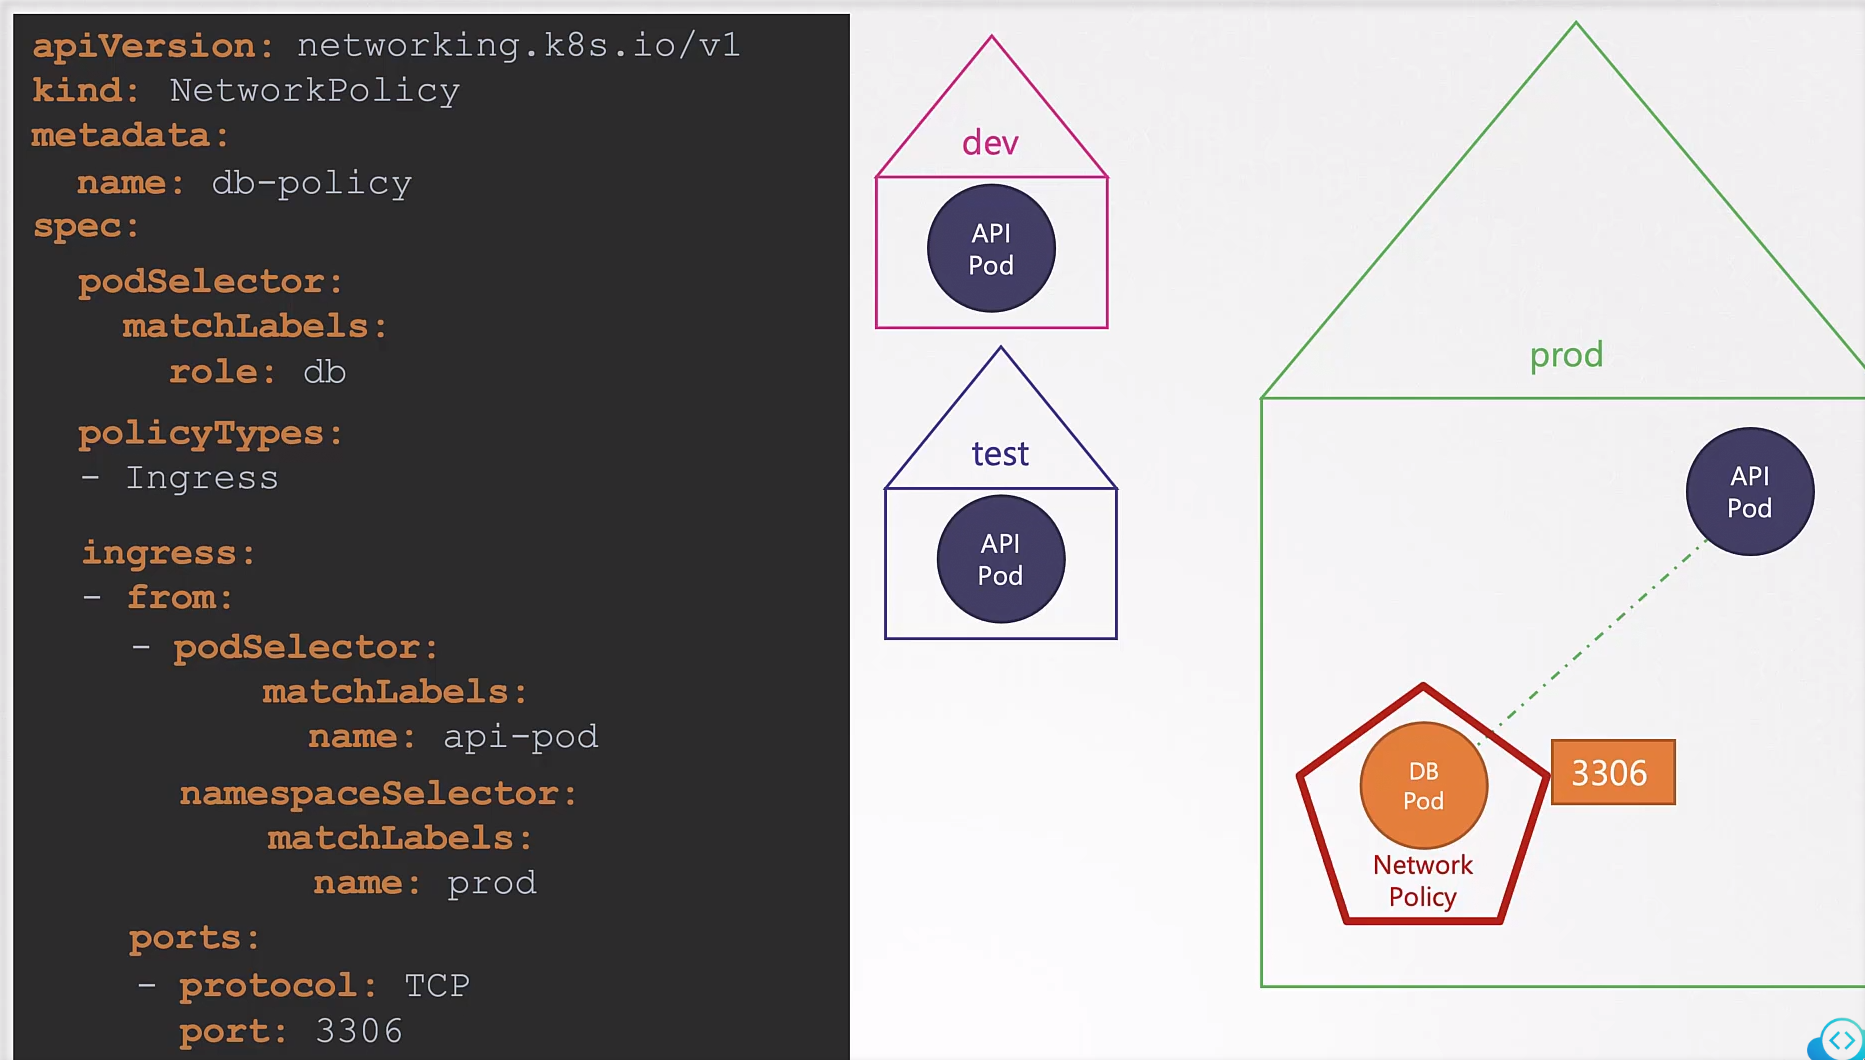 apiVersion: networking.k8s.io/v1
kind: NetworkPolicy
metadata:
  name: db-policy
spec:
  podSelector:
    matchLabels:
      role: db
  policyTypes:
  - Ingress
  ingress:
  - from:
    - podSelector:
        matchLabels:
          name: api-pod
      namespaceSelector:
        matchLabels:
          name: prod
    ports:
    - protocol: TCP
      port: 3306
dev
API
Pod
test
API
Pod
prod
API
Pod
DB
Pod
3306
Network
Policy